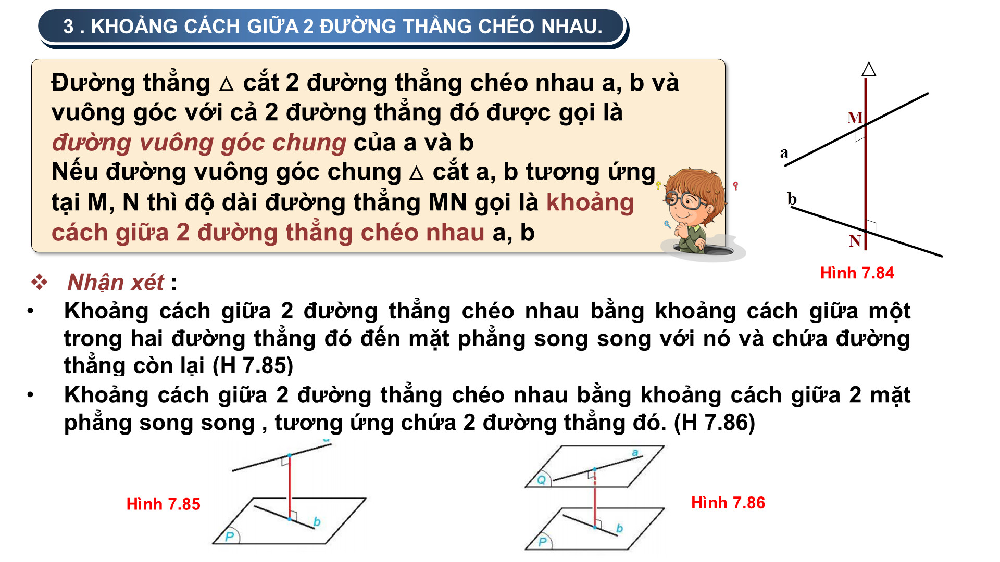 3 . KHOẢNG CÁCH GIỮA 2 ĐƯỜNG THẲNG CHÉO NHAU.
Đường thẳng △ cắt 2 đường thẳng chéo nhau a, b và
vuông góc với cả 2 đường thẳng đó được gọi là
đường vuông góc chung của a và b
Nếu đường vuông góc chung △ cắt a, b tương ứng
tại M, N thì độ dài đường thẳng MN gọi là khoảng
cách giữa 2 đường thẳng chéo nhau a, b
△
M
a
b
N
Hình 7.84
❖ Nhận xét :
• Khoảng cách giữa 2 đường thẳng chéo nhau bằng khoảng cách giữa một
trong hai đường thẳng đó đến mặt phẳng song song với nó và chứa đường
thẳng còn lại (H 7.85)
• Khoảng cách giữa 2 đường thẳng chéo nhau bằng khoảng cách giữa 2 mặt
phẳng song song , tương ứng chứa 2 đường thẳng đó. (H 7.86)
a
b
P
Hình 7.85
a
Q
b
P
Hình 7.86